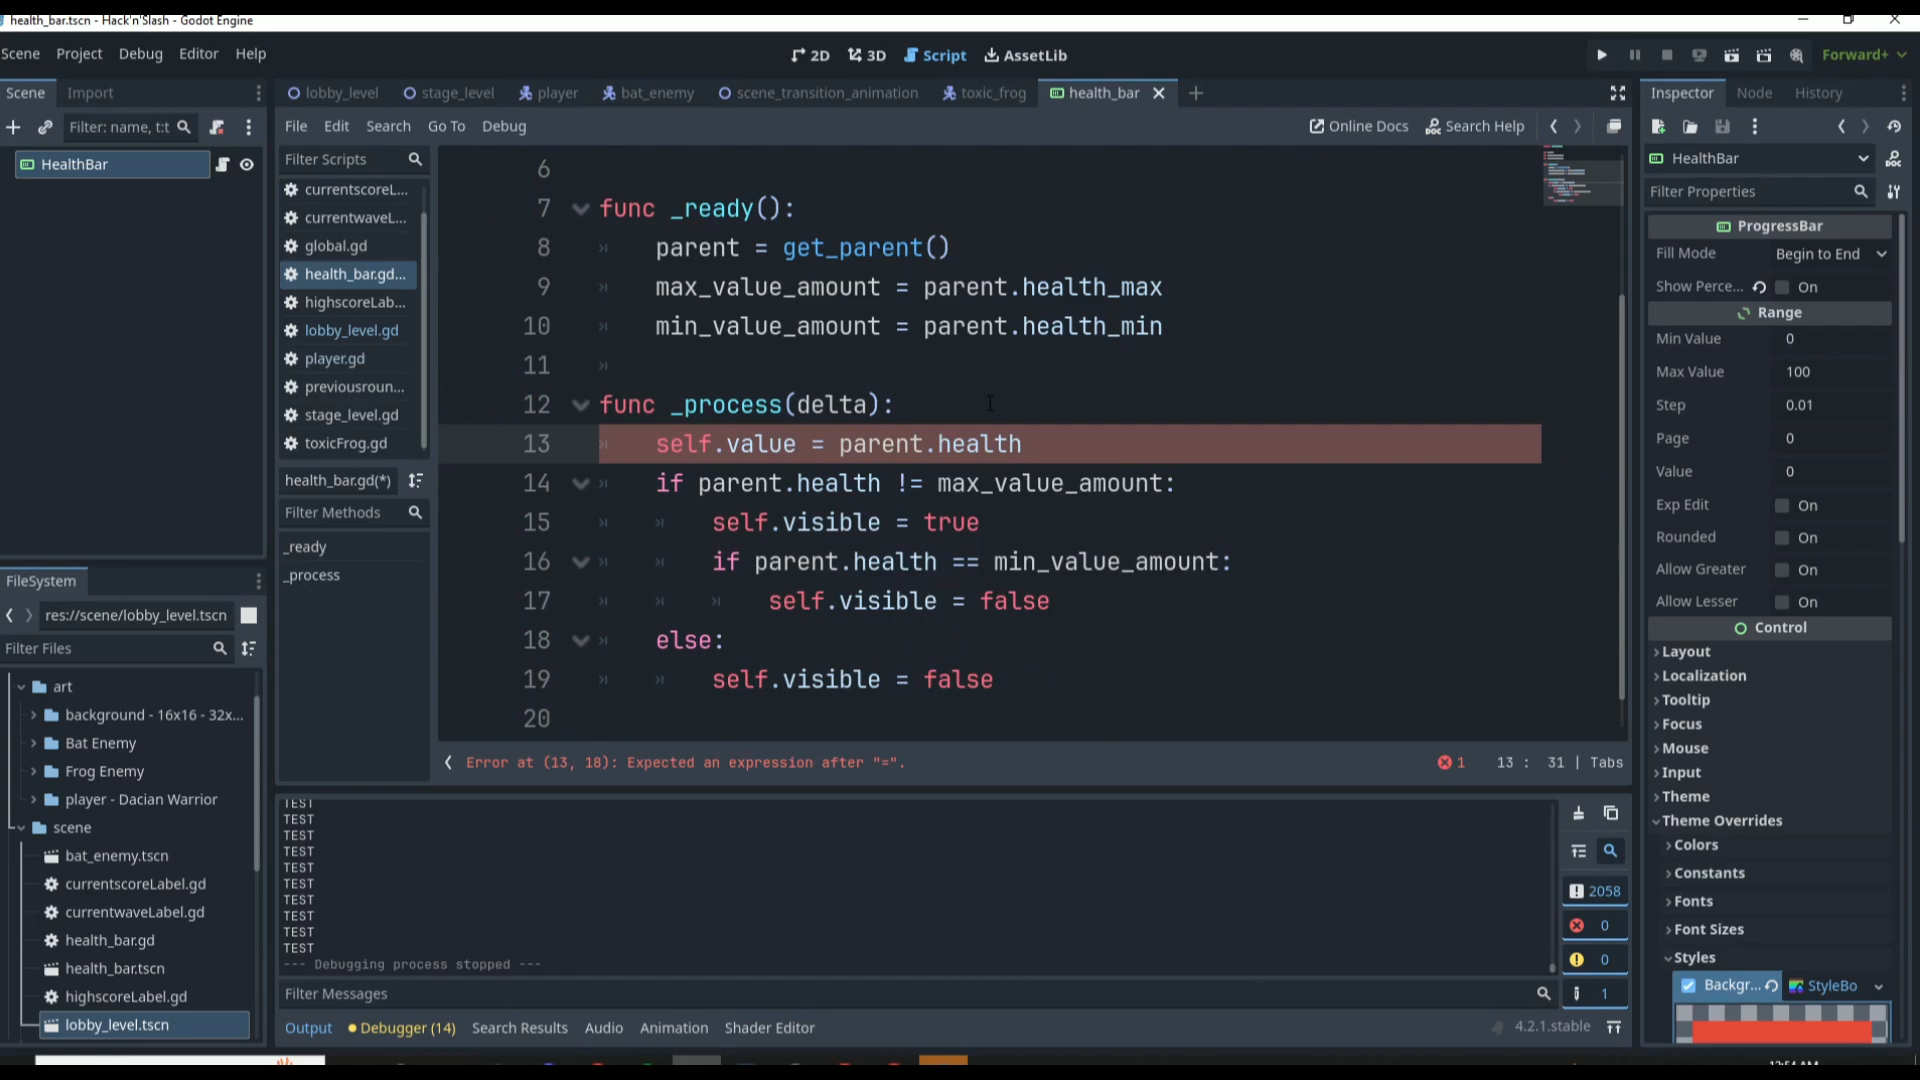 health_bar.tscn - Hack'n'Slash - Godot Engine
Scene Project Debug Editor Help
2D 3D Script AssetLib
Forward+
Scene Import
lobby_level stage_level player bat_enemy scene_transition_animation toxic_frog health_bar
Inspector Node History
Filter: name, t:t
File Edit Search Go To Debug
Online Docs Search Help
HealthBar
Filter Scripts
currentscoreL...
currentwaveL...
global.gd
health_bar.gd...
highscoreLab...
lobby_level.gd
player.gd
previousroun...
stage_level.gd
toxicFrog.gd
health_bar.gd(*)
Filter Methods
_ready
_process
6
7 func _ready():
8 parent = get_parent()
9 max_value_amount = parent.health_max
10 min_value_amount = parent.health_min
11
12 func _process(delta):
13 self.value = parent.health
14 if parent.health != max_value_amount:
15 self.visible = true
16 if parent.health == min_value_amount:
17 self.visible = false
18 else:
19 self.visible = false
20
Error at (13, 18): Expected an expression after "=".
1 13 : 31 | Tabs
HealthBar
Filter Properties
ProgressBar
Fill Mode Begin to End
Show Perce... On
Range
Min Value 0
Max Value 100
Step 0.01
Page 0
Value 0
Exp Edit On
Rounded On
Allow Greater On
Allow Lesser On
Control
Layout
Localization
Tooltip
Focus
Mouse
Input
Theme
Theme Overrides
Colors
Constants
Fonts
Font Sizes
Styles
Backgr... StyleBo
FileSystem
res://scene/lobby_level.tscn
Filter Files
art
background - 16x16 - 32x...
Bat Enemy
Frog Enemy
player - Dacian Warrior
scene
bat_enemy.tscn
currentscoreLabel.gd
currentwaveLabel.gd
health_bar.gd
health_bar.tscn
highscoreLabel.gd
lobby_level.tscn
TEST
TEST
TEST
TEST
TEST
TEST
TEST
TEST
TEST
TEST
--- Debugging process stopped ---
2058
0
0
1
Filter Messages
Output Debugger (14) Search Results Audio Animation Shader Editor
4.2.1.stable